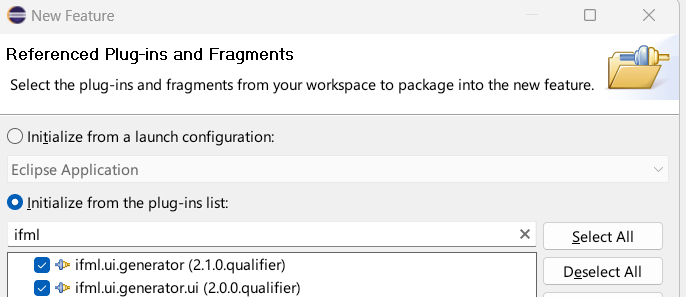 New Feature
Referenced Plug-ins and Fragments
Select the plug-ins and fragments from your workspace to package into the new feature.
Initialize from a launch configuration:
Eclipse Application
Initialize from the plug-ins list:
ifml
Select All
ifml.ui.generator (2.1.0.qualifier)
Deselect All
ifml.ui.generator.ui (2.0.0.qualifier)